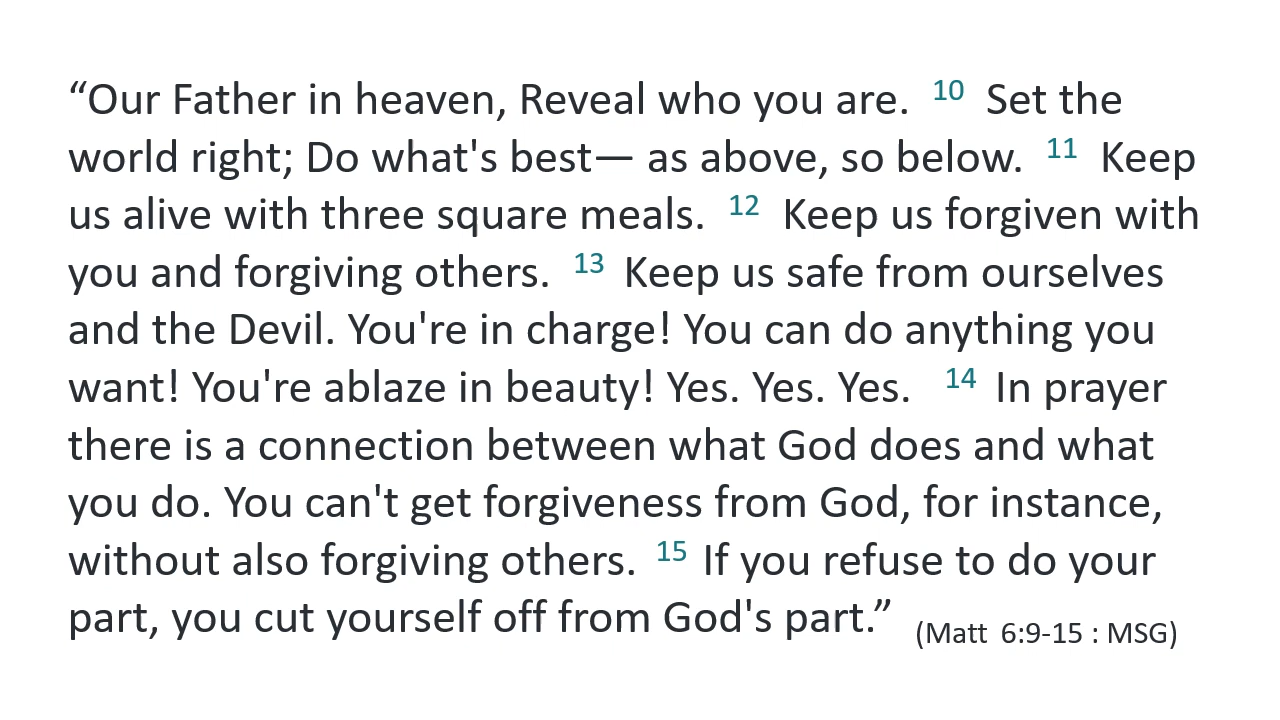 “Our Father in heaven, Reveal who you are. 10 Set the
world right; Do what's best— as above, so below. 11 Keep
us alive with three square meals. 12 Keep us forgiven with
you and forgiving others. 13 Keep us safe from ourselves
and the Devil. You're in charge! You can do anything you
want! You're ablaze in beauty! Yes. Yes. Yes. 14 In prayer
there is a connection between what God does and what
you do. You can't get forgiveness from God, for instance,
without also forgiving others. 15 If you refuse to do your
part, you cut yourself off from God's part.” (Matt 6:9-15 : MSG)